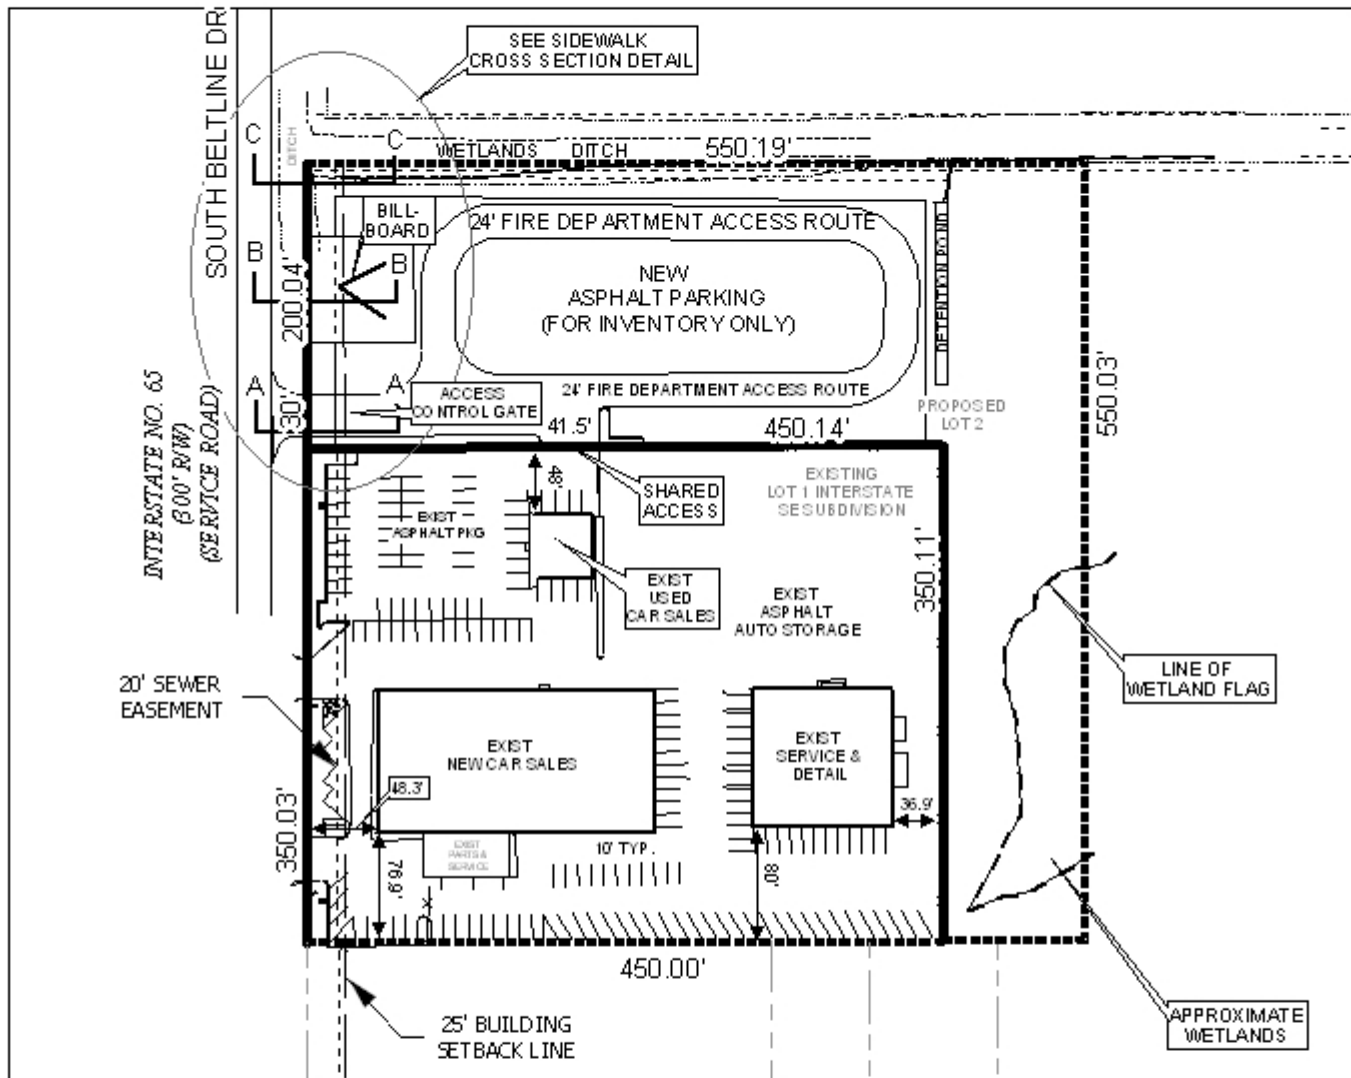 SEE SIDEWALK
CROSS SECTION DETAIL
SOUTH BELTLINE DR
DITCH
C
C
WETLANDS DITCH
550.19'
BILL-
BOARD
24' FIRE DEPARTMENT ACCESS ROUTE
B
B
NEW
ASPHALT PARKING
(FOR INVENTORY ONLY)
DETENTION POND
200.04'
550.03'
A
A
ACCESS
CONTROL GATE
24' FIRE DEPARTMENT ACCESS ROUTE
PROPOSED
LOT 2
30'
41.5'
450.14'
INTERSTATE NO. 65
(300' R/W)
(SERVICE ROAD)
48'
SHARED
ACCESS
EXISTING
LOT 1 INTERSTATE
SE SUBDIVISION
EXIST
ASPHALT PKG
350.11'
EXIST
USED
CAR SALES
EXIST
ASPHALT
AUTO STORAGE
LINE OF
WETLAND FLAG
20' SEWER
EASEMENT
EXIST
NEW CAR SALES
EXIST
SERVICE &
DETAIL
48.3'
36.9'
350.03'
EXIST
PARTS &
SERVICE
10' TYP.
76.9'
80'
450.00'
25' BUILDING
SETBACK LINE
APPROXIMATE
WETLANDS